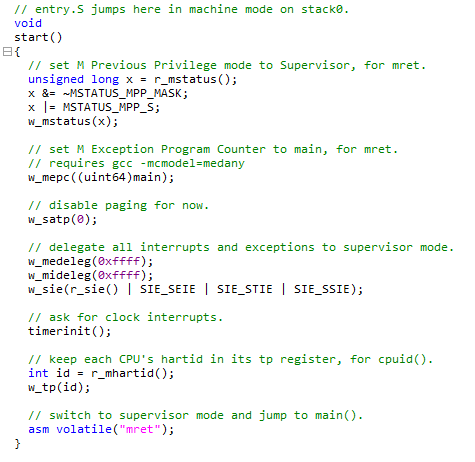 // entry.S jumps here in machine mode on stack0.
void
start()
{
// set M Previous Privilege mode to Supervisor, for mret.
unsigned long x = r_mstatus();
x &= ~MSTATUS_MPP_MASK;
x |= MSTATUS_MPP_S;
w_mstatus(x);
// set M Exception Program Counter to main, for mret.
// requires gcc -mcmodel=medany
w_mepc((uint64)main);
// disable paging for now.
w_satp(0);
// delegate all interrupts and exceptions to supervisor mode.
w_medeleg(0xffff);
w_mideleg(0xffff);
w_sie(r_sie() | SIE_SEIE | SIE_STIE | SIE_SSIE);
// ask for clock interrupts.
timerinit();
// keep each CPU's hartid in its tp register, for cpuid().
int id = r_mhartid();
w_tp(id);
// switch to supervisor mode and jump to main().
asm volatile("mret");
}